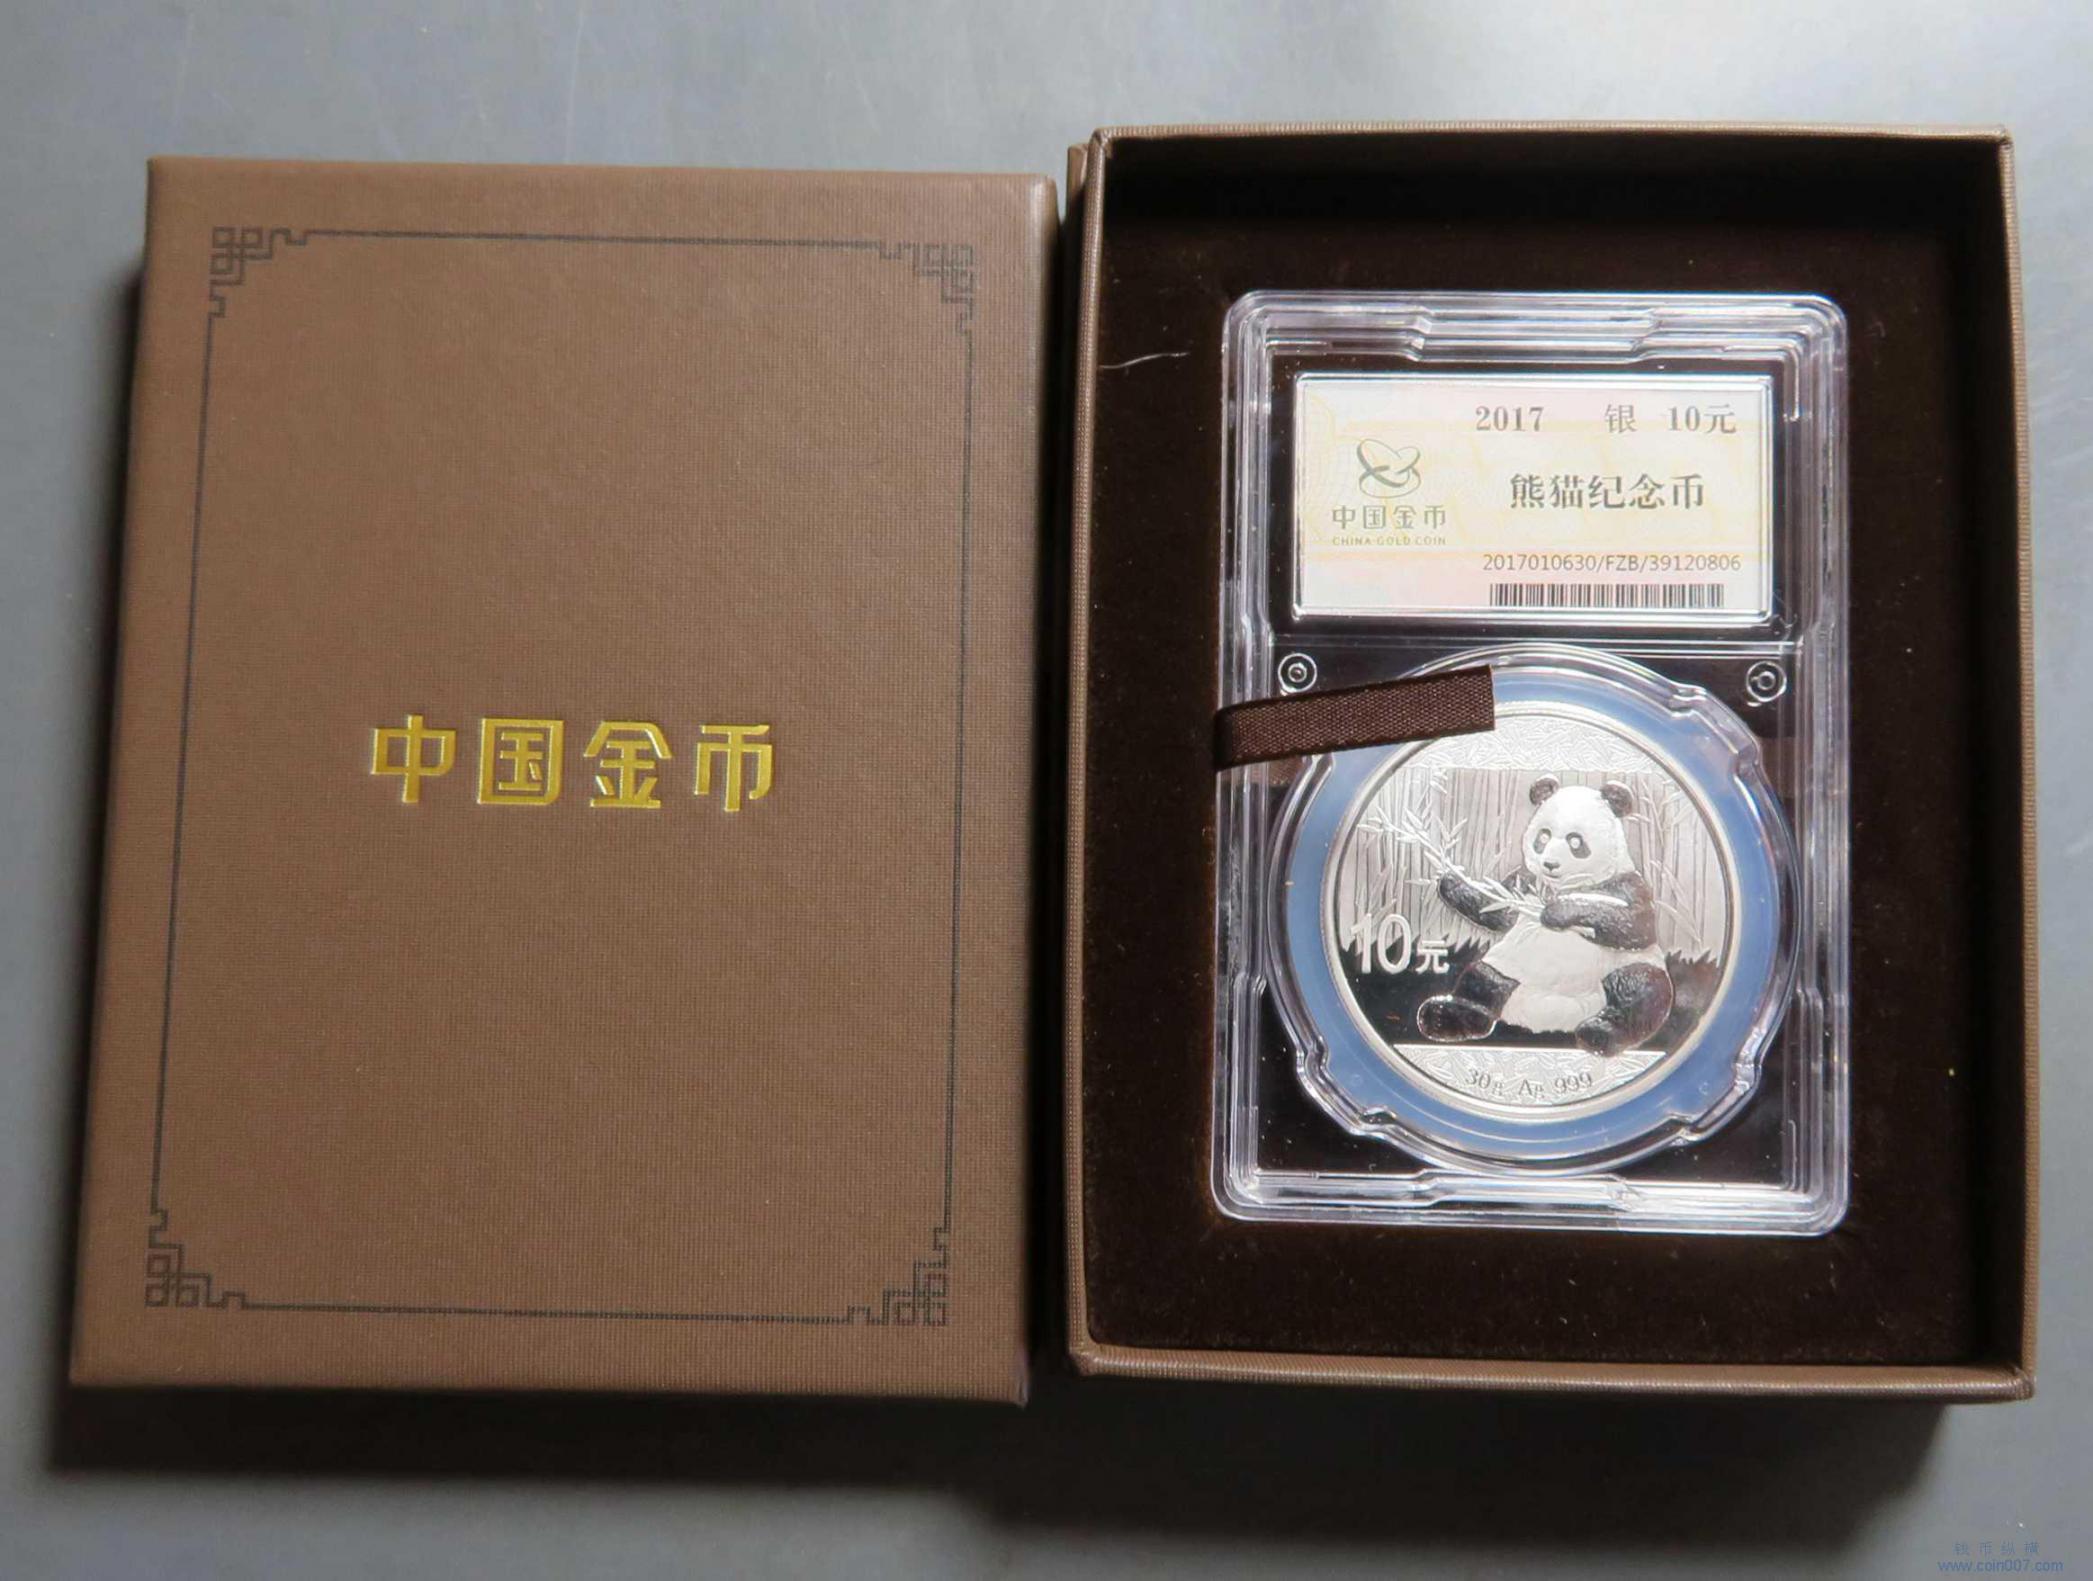 中国金币
2017 银 10元
中国金币
CHINA GOLD COIN
熊猫纪念币
2017010630/FZB/39120806
10元
30g Ag 999
钱币纵横
www.coin007.com